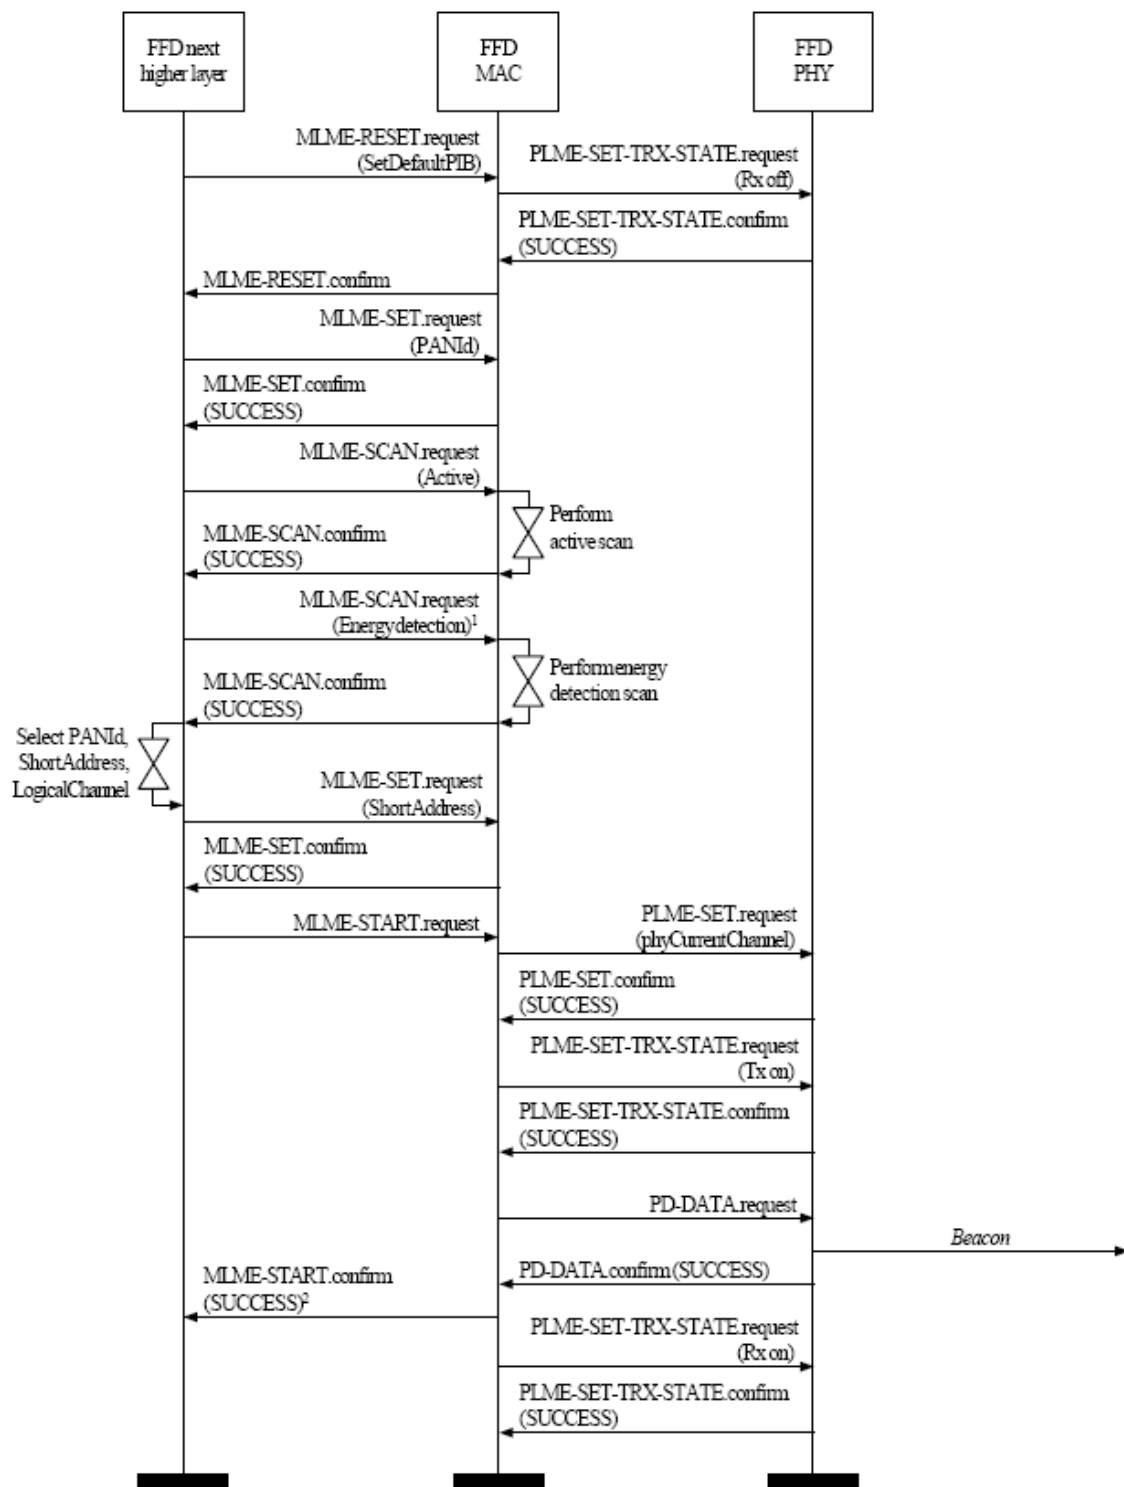 FFD next
higher layer
FFD
MAC
FFD
PHY
MLME-RESET.request
(SetDefaultPIB)
PLME-SET-TRX-STATE.request
(Rx off)
PLME-SET-TRX-STATE.confirm
(SUCCESS)
MLME-RESET.confirm
MLME-SET.request
(PANId)
MLME-SET.confirm
(SUCCESS)
MLME-SCAN.request
(Active)
Perform
active scan
MLME-SCAN.confirm
(SUCCESS)
MLME-SCAN.request
(Energy detection)¹
Perform energy
detection scan
MLME-SCAN.confirm
(SUCCESS)
Select PANId,
ShortAddress,
LogicalChannel
MLME-SET.request
(ShortAddress)
MLME-SET.confirm
(SUCCESS)
MLME-START.request
PLME-SET.request
(phyCurrentChannel)
PLME-SET.confirm
(SUCCESS)
PLME-SET-TRX-STATE.request
(Tx on)
PLME-SET-TRX-STATE.confirm
(SUCCESS)
PD-DATA.request
Beacon
PD-DATA.confirm (SUCCESS)
MLME-START.confirm
(SUCCESS)²
PLME-SET-TRX-STATE.request
(Rx on)
PLME-SET-TRX-STATE.confirm
(SUCCESS)